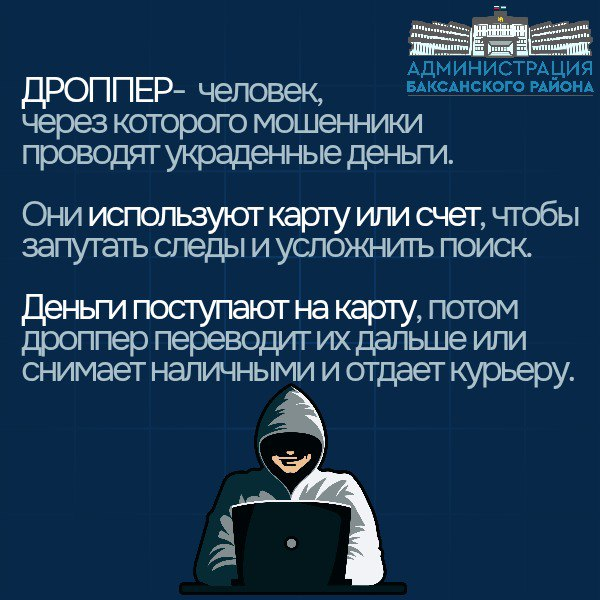 АДМИНИСТРАЦИЯ
БАКСАНСКОГО РАЙОНА
ДРОППЕР- человек,
через которого мошенники
проводят украденные деньги.
Они используют карту или счет, чтобы
запутать следы и усложнить поиск.
Деньги поступают на карту, потом
дроппер переводит их дальше или
снимает наличными и отдает курьеру.